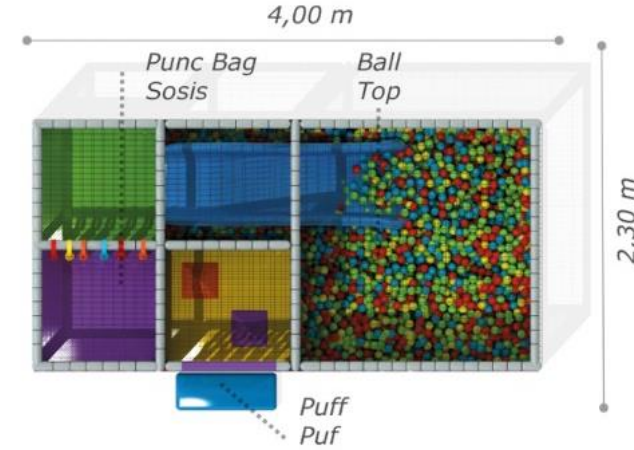 4,00 m
Punc Bag
Sosis
Ball
Top
2,30 m
Puff
Puf